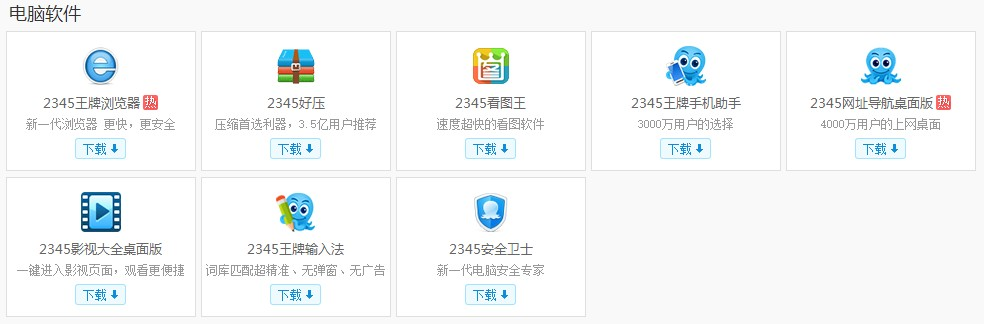 电脑软件
2345王牌浏览器 热
新一代浏览器 更快，更安全
下载
2345好压
压缩首选利器，3.5亿用户推荐
下载
2345看图王
速度超快的看图软件
下载
2345王牌手机助手
3000万用户的选择
下载
2345网址导航桌面版 热
4000万用户的上网桌面
下载
2345影视大全桌面版
一键进入影视页面，观看更便捷
下载
2345王牌输入法
词库匹配超精准、无弹窗、无广告
下载
2345安全卫士
新一代电脑安全专家
下载